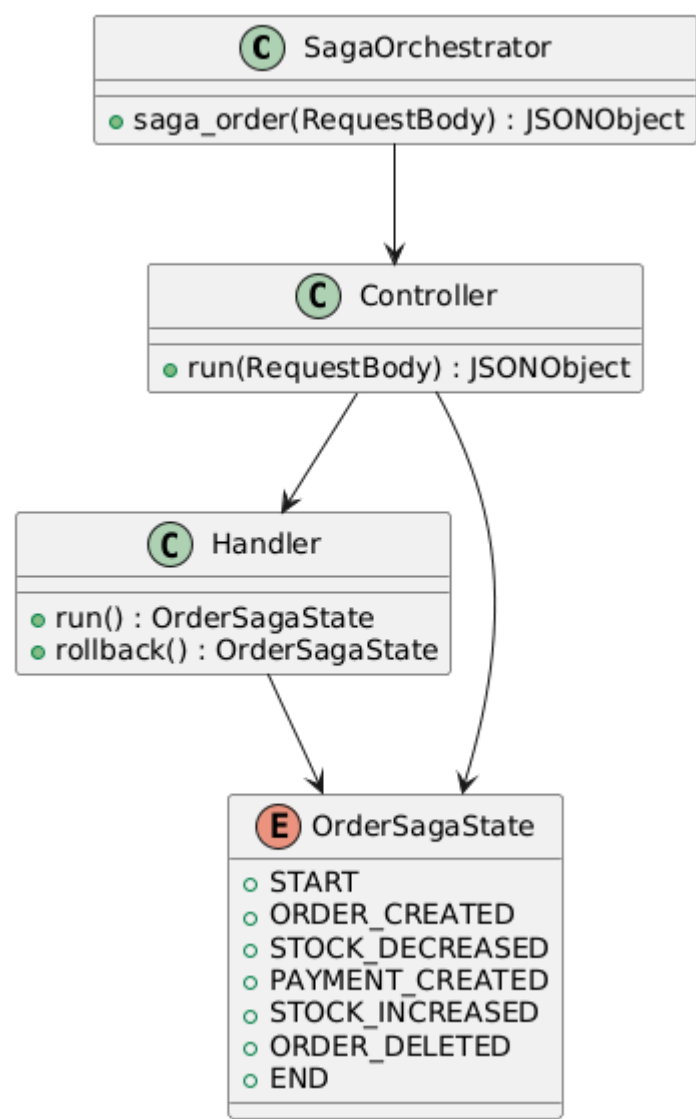 C SagaOrchestrator
saga_order(RequestBody) : JSONObject
C Controller
run(RequestBody) : JSONObject
C Handler
run() : OrderSagaState
rollback() : OrderSagaState
E OrderSagaState
START
ORDER_CREATED
STOCK_DECREASED
PAYMENT_CREATED
STOCK_INCREASED
ORDER_DELETED
END